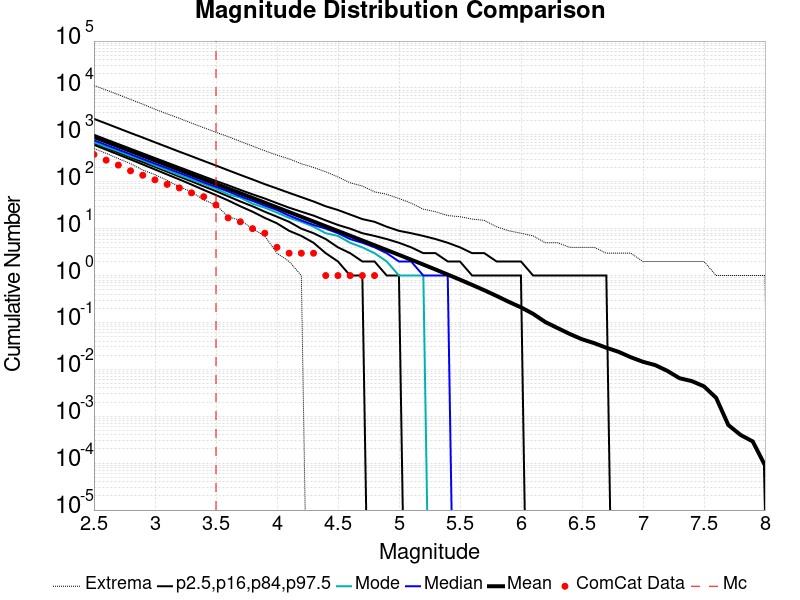 Magnitude Distribution Comparison
10^5
10^4
10^3
10^2
10^1
10^0
10^-1
10^-2
10^-3
10^-4
10^-5
Cumulative Number
2.5 3 3.5 4 4.5 5 5.5 6 6.5 7 7.5 8
Magnitude
Extrema p2.5,p16,p84,p97.5 Mode Median Mean ComCat Data Mc